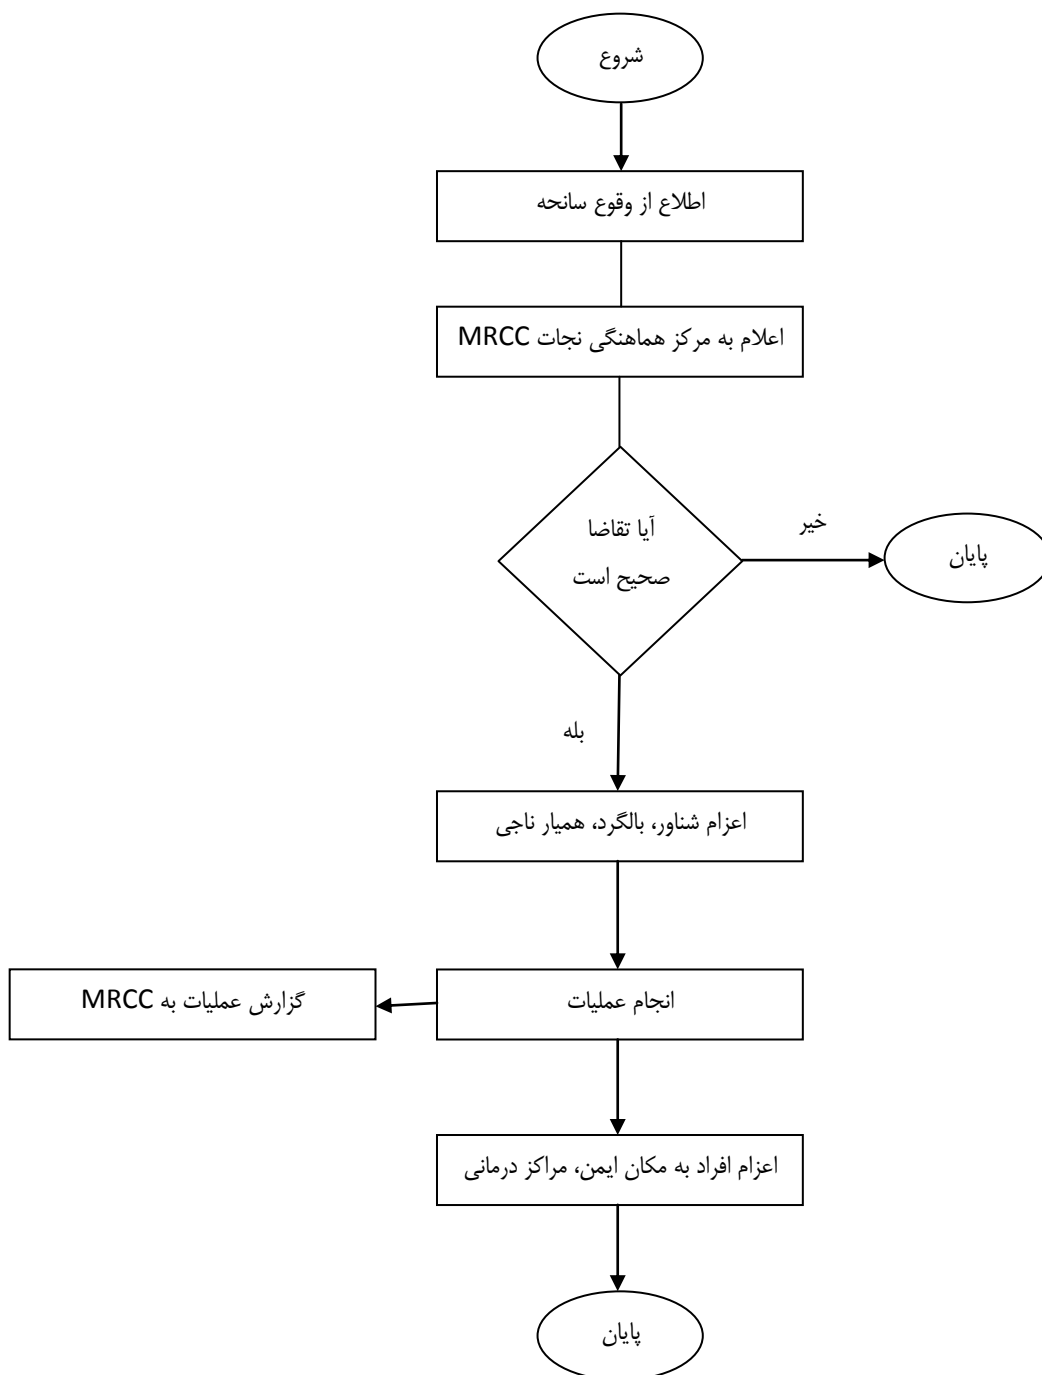 شروع
اطلاع از وقوع سانحه
اعلام به مرکز هماهنگی نجات MRCC
آیا تقاضا
صحیح است
خیر
پایان
بله
اعزام شناور، بالگرد، همیار ناجی
انجام عملیات
گزارش عملیات به MRCC
اعزام افراد به مکان ایمن، مراکز درمانی
پایان